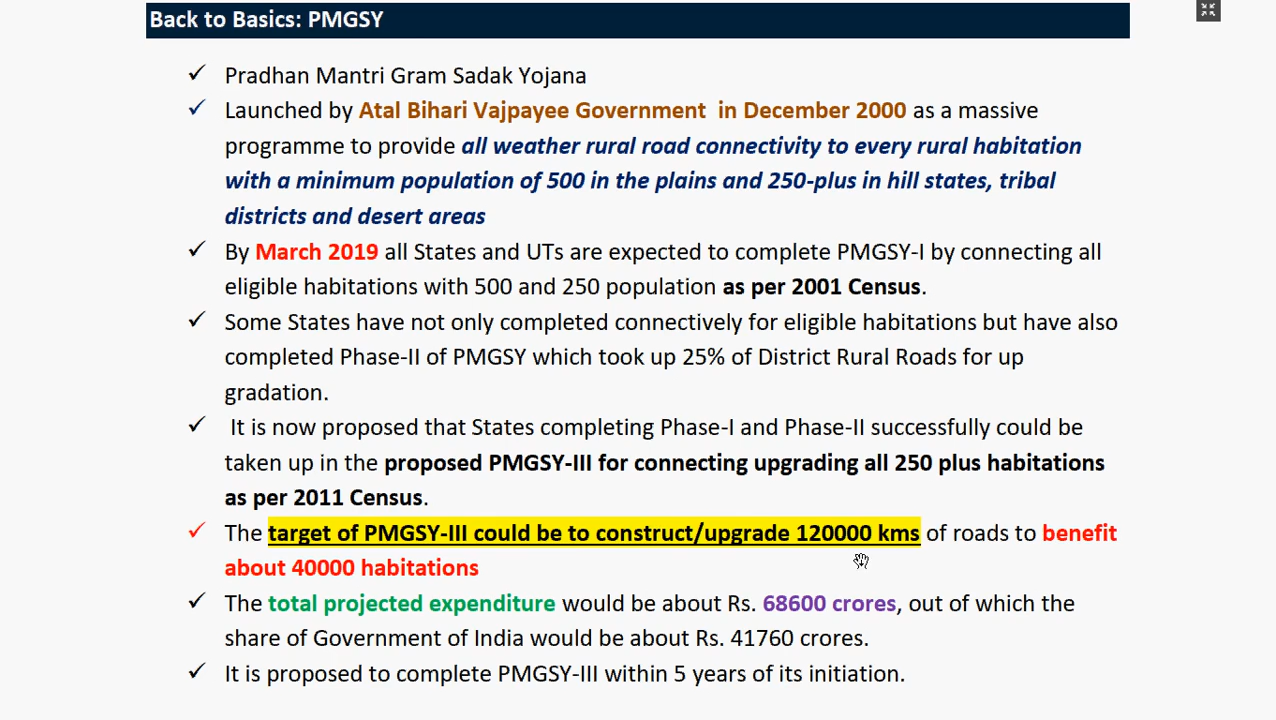 Back to Basics: PMGSY
✓ Pradhan Mantri Gram Sadak Yojana
✓ Launched by Atal Bihari Vajpayee Government in December 2000 as a massive
programme to provide all weather rural road connectivity to every rural habitation
with a minimum population of 500 in the plains and 250-plus in hill states, tribal
districts and desert areas
✓ By March 2019 all States and UTs are expected to complete PMGSY-I by connecting all
eligible habitations with 500 and 250 population as per 2001 Census.
✓ Some States have not only completed connectively for eligible habitations but have also
completed Phase-II of PMGSY which took up 25% of District Rural Roads for up
gradation.
✓ It is now proposed that States completing Phase-I and Phase-II successfully could be
taken up in the proposed PMGSY-III for connecting upgrading all 250 plus habitations
as per 2011 Census.
✓ The target of PMGSY-III could be to construct/upgrade 120000 kms of roads to benefit
about 40000 habitations
✓ The total projected expenditure would be about Rs. 68600 crores, out of which the
share of Government of India would be about Rs. 41760 crores.
✓ It is proposed to complete PMGSY-III within 5 years of its initiation.